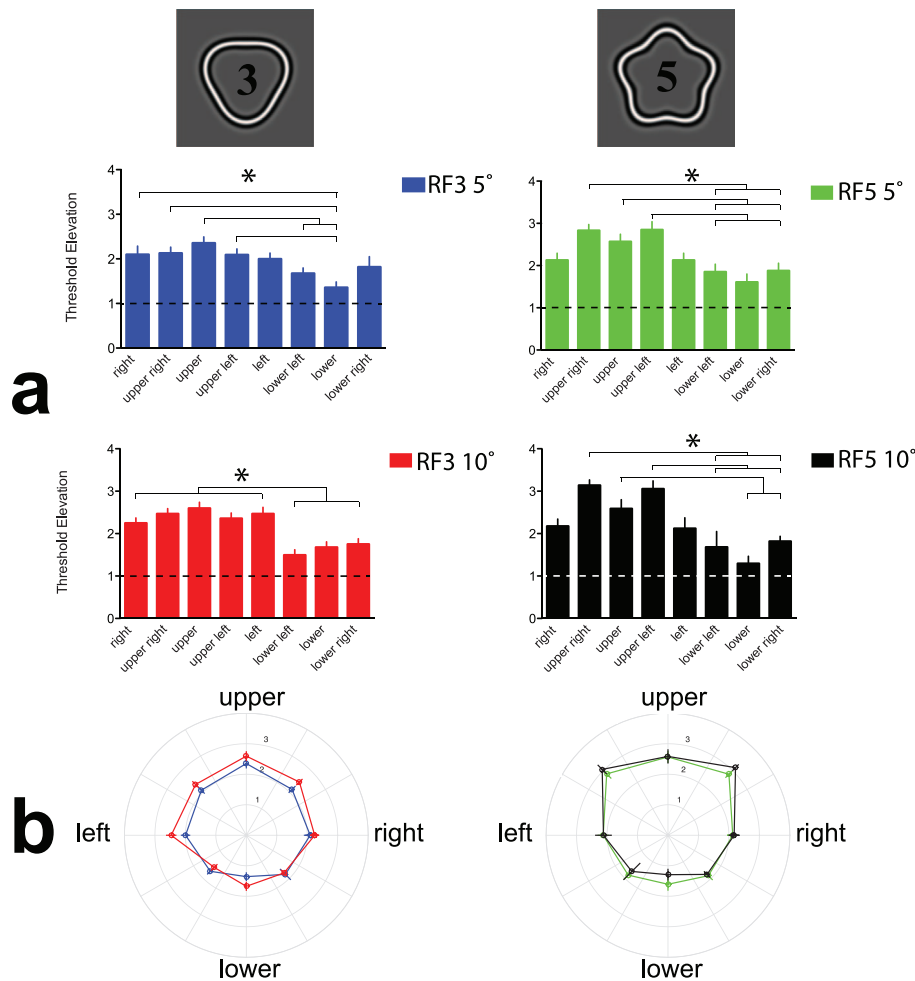 3
5
a
*
RF3 5°
Threshold Elevation
4
3
2
1
0
right
upper right
upper
upper left
left
lower left
lower
lower right
*
RF5 5°
4
3
2
1
0
right
upper right
upper
upper left
left
lower left
lower
lower right
*
RF3 10°
Threshold Elevation
4
3
2
1
0
right
upper right
upper
upper left
left
lower left
lower
lower right
*
RF5 10°
4
3
2
1
0
right
upper right
upper
upper left
left
lower left
lower
lower right
b
upper
3
2
1
left
right
lower
upper
3
2
1
left
right
lower